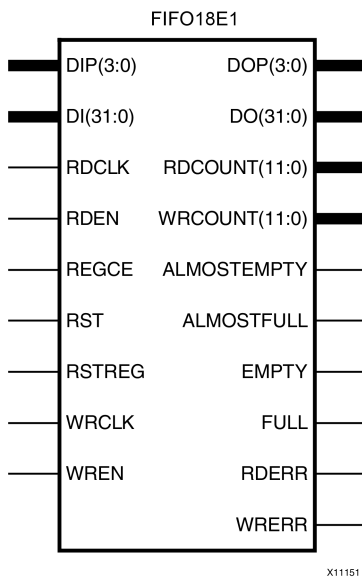 FIFO18E1
DIP(3:0) DOP(3:0)
DI(31:0) DO(31:0)
RDCLK RDCOUNT(11:0)
RDEN WRCOUNT(11:0)
REGCE ALMOSTEMPTY
RST ALMOSTFULL
RSTREG EMPTY
WRCLK FULL
WREN RDERR
WRERR
X11151